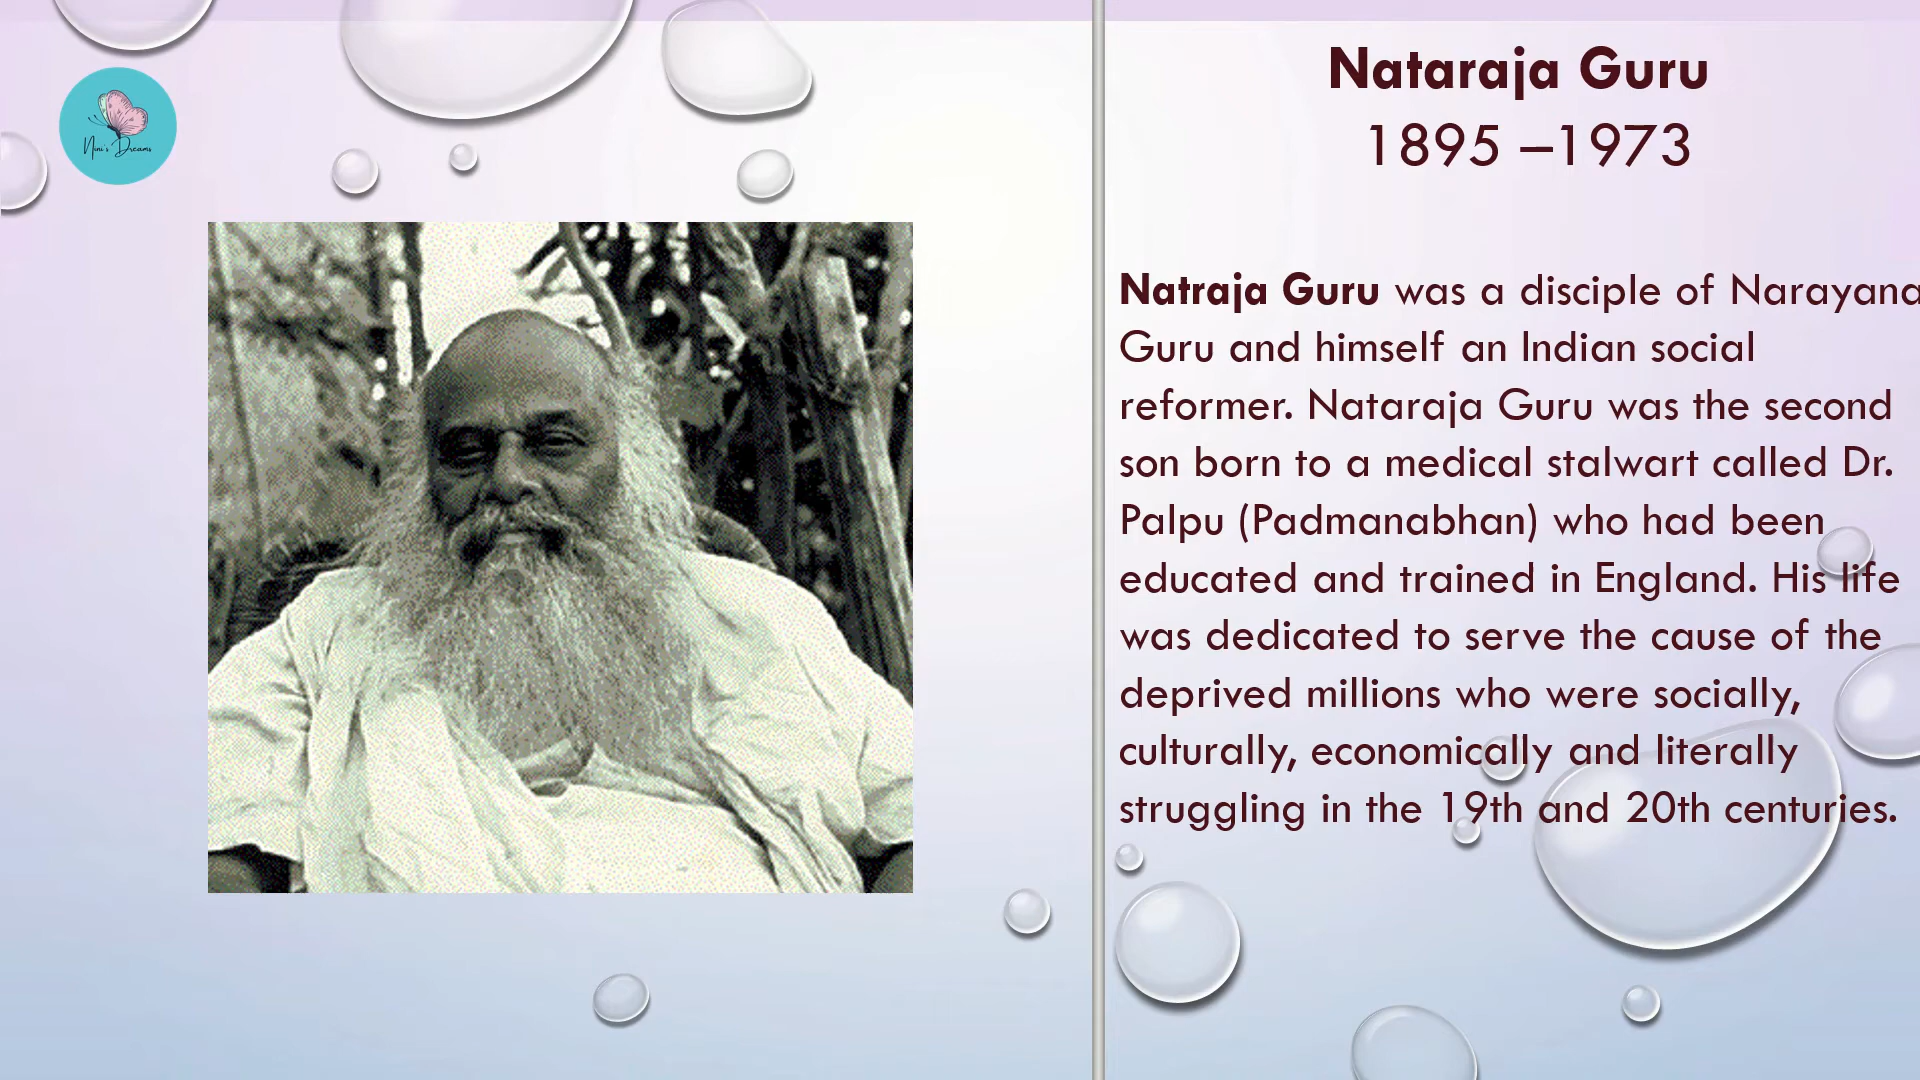 Nini's Dreams
Nataraja Guru
1895 –1973
Natraja Guru was a disciple of Narayana
Guru and himself an Indian social
reformer. Nataraja Guru was the second
son born to a medical stalwart called Dr.
Palpu (Padmanabhan) who had been
educated and trained in England. His life
was dedicated to serve the cause of the
deprived millions who were socially,
culturally, economically and literally
struggling in the 19th and 20th centuries.